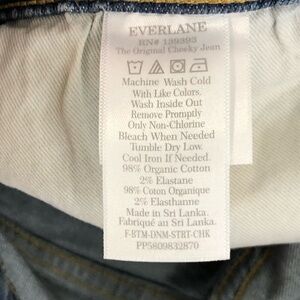 EVERLANE
RN# 139393
The Original Cheeky Jean
Machine Wash Cold
With Like Colors.
Wash Inside Out
Remove Promptly
Only Non-Chlorine
Bleach When Needed
Tumble Dry Low.
Cool Iron If Needed.
98% Organic Cotton
2% Elastane
98% Coton Organique
2% Elasthanne
Made in Sri Lanka.
Fabriqué au Sri Lanka.
F-BTM-DNM-STRT-CHK
PP5809832870